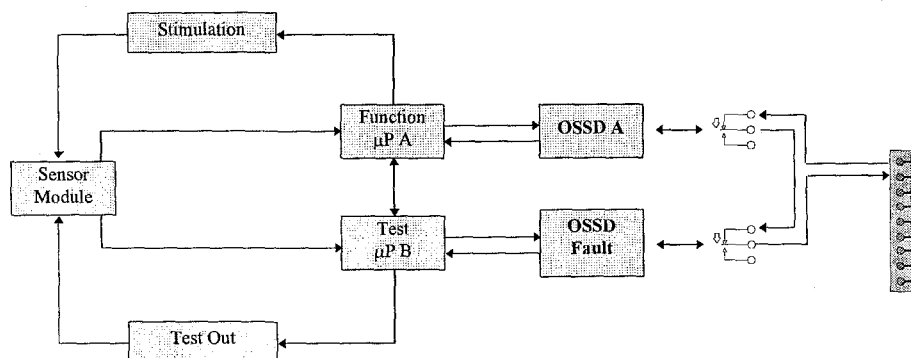 Stimulation
Function
μP A
OSSD A
Sensor
Module
Test
μP B
OSSD
Fault
Test Out